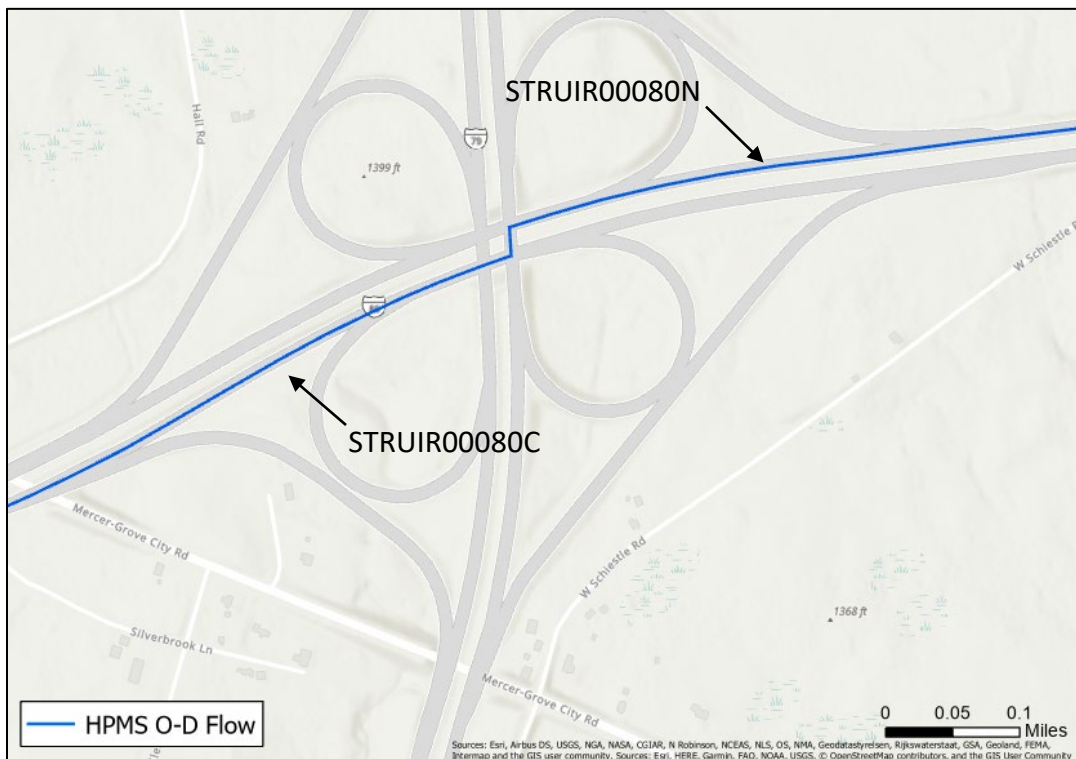 STRUIR00080N
Hall Rd
79
1399 ft
W Schiestle Rd
STRUIR00080C
Mercer-Grove City Rd
W Schiestle Rd
1368 ft
Silverbrook Ln
Mercer-Grove City Rd
HPMS O-D Flow
0 0.05 0.1
Miles
Sources: Esri, Airbus DS, USGS, NGA, NASA, CGIAR, N Robinson, NCEAS, NLS, OS, NMA, Geodatastyrelsen, Rijkswaterstaat, GSA, Geoland, FEMA,
Intermap and the GIS user community, Sources: Esri, HERE, Garmin, FAO, NOAA, USGS, © OpenStreetMap contributors, and the GIS User Community